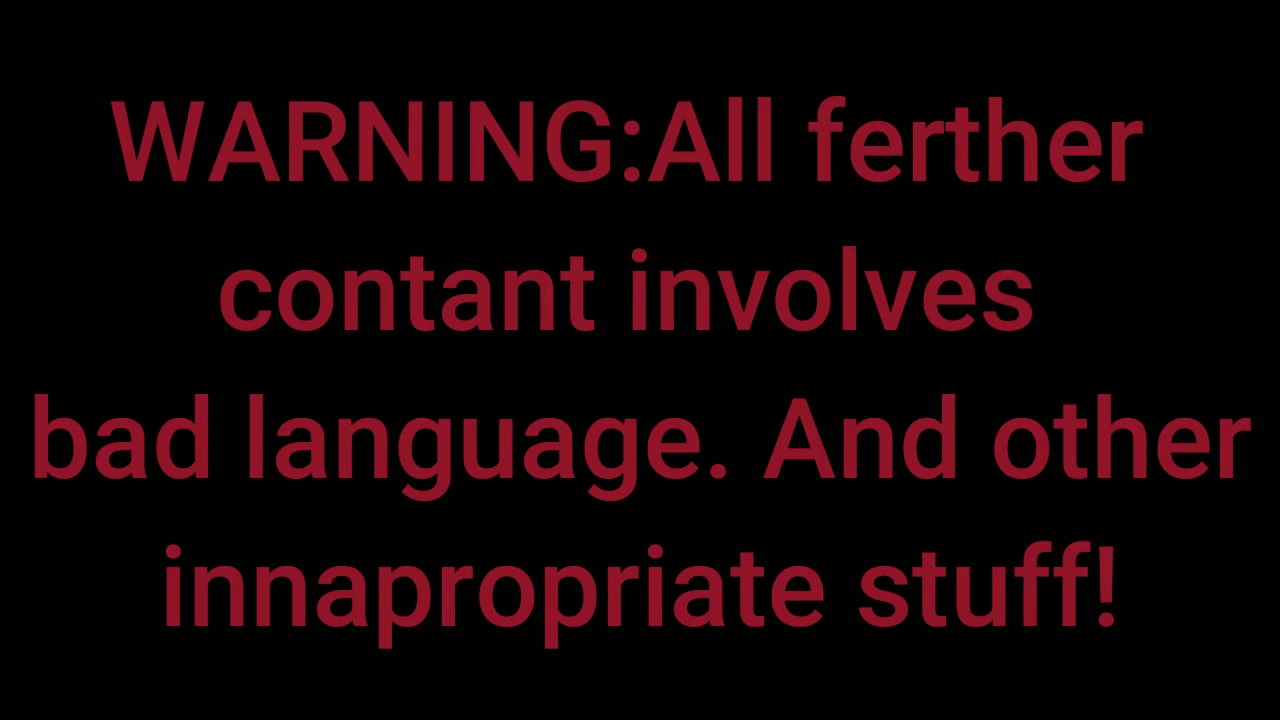 WARNING:All ferther
contant involves
bad language. And other
innapropriate stuff!